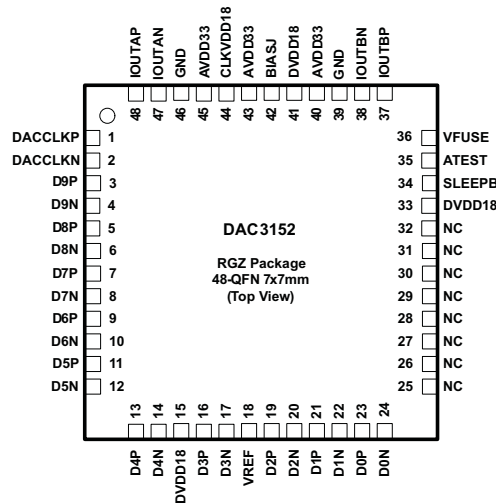 IOUTAP
IOUTAN
GND
AVDD33
CLKVDD18
AVDD33
BIASJ
DVDD18
AVDD33
GND
IOUTBN
IOUTBP
48
47
46
45
44
43
42
41
40
39
38
37
DACCLKP 1
DACCLKN 2
D9P 3
D9N 4
D8P 5
D8N 6
D7P 7
D7N 8
D6P 9
D6N 10
D5P 11
D5N 12
DAC3152
RGZ Package
48-QFN 7x7mm
(Top View)
36 VFUSE
35 ATEST
34 SLEEPB
33 DVDD18
32 NC
31 NC
30 NC
29 NC
28 NC
27 NC
26 NC
25 NC
13
14
15
16
17
18
19
20
21
22
23
24
D4P
D4N
DVDD18
D3P
D3N
VREF
D2P
D2N
D1P
D1N
D0P
D0N